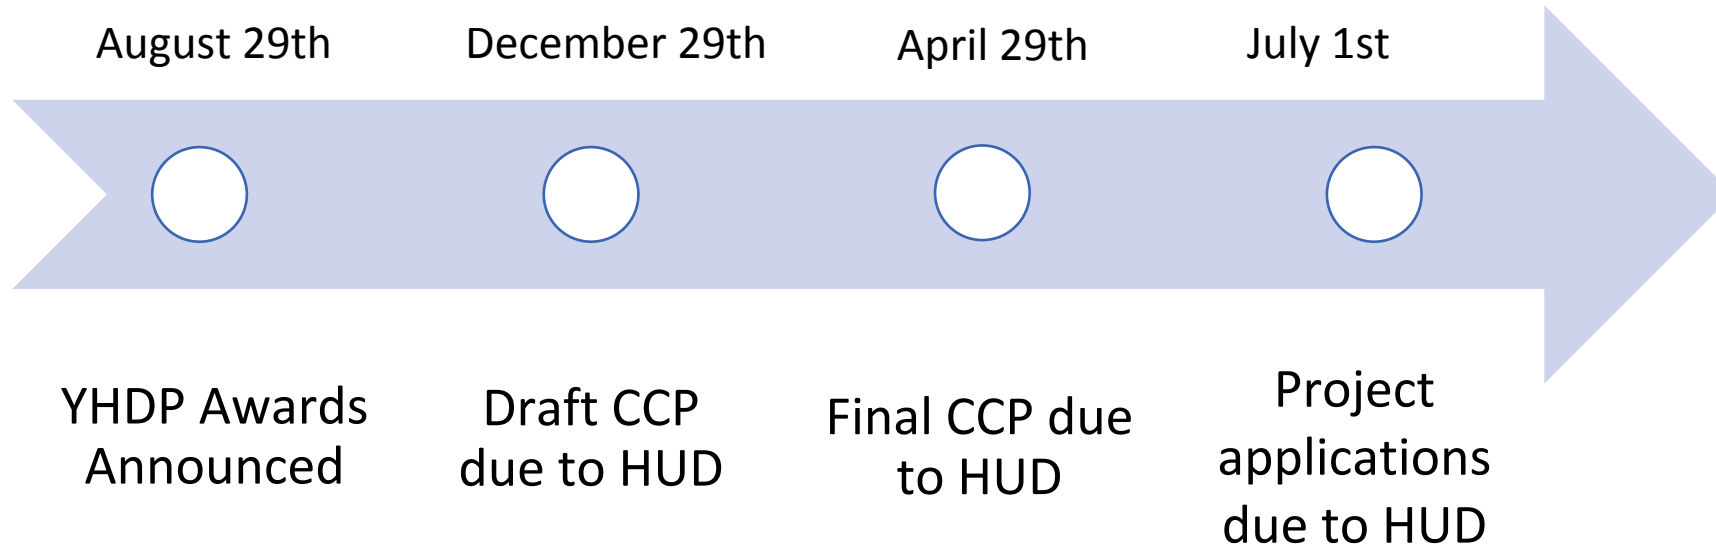 August 29th
December 29th
April 29th
July 1st
YHDP Awards
Announced
Draft CCP
due to HUD
Final CCP due
to HUD
Project
applications
due to HUD